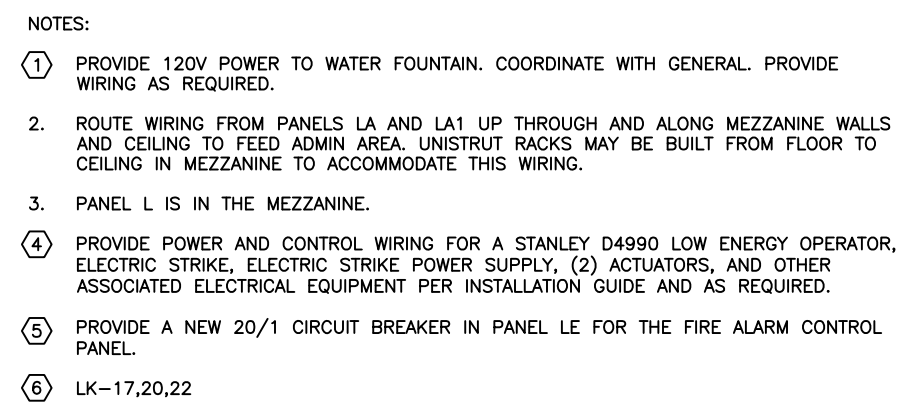 NOTES:
1 PROVIDE 120V POWER TO WATER FOUNTAIN. COORDINATE WITH GENERAL. PROVIDE
WIRING AS REQUIRED.
2. ROUTE WIRING FROM PANELS LA AND LA1 UP THROUGH AND ALONG MEZZANINE WALLS
AND CEILING TO FEED ADMIN AREA. UNISTRUT RACKS MAY BE BUILT FROM FLOOR TO
CEILING IN MEZZANINE TO ACCOMMODATE THIS WIRING.
3. PANEL L IS IN THE MEZZANINE.
4 PROVIDE POWER AND CONTROL WIRING FOR A STANLEY D4990 LOW ENERGY OPERATOR,
ELECTRIC STRIKE, ELECTRIC STRIKE POWER SUPPLY, (2) ACTUATORS, AND OTHER
ASSOCIATED ELECTRICAL EQUIPMENT PER INSTALLATION GUIDE AND AS REQUIRED.
5 PROVIDE A NEW 20/1 CIRCUIT BREAKER IN PANEL LE FOR THE FIRE ALARM CONTROL
PANEL.
6 LK-17,20,22